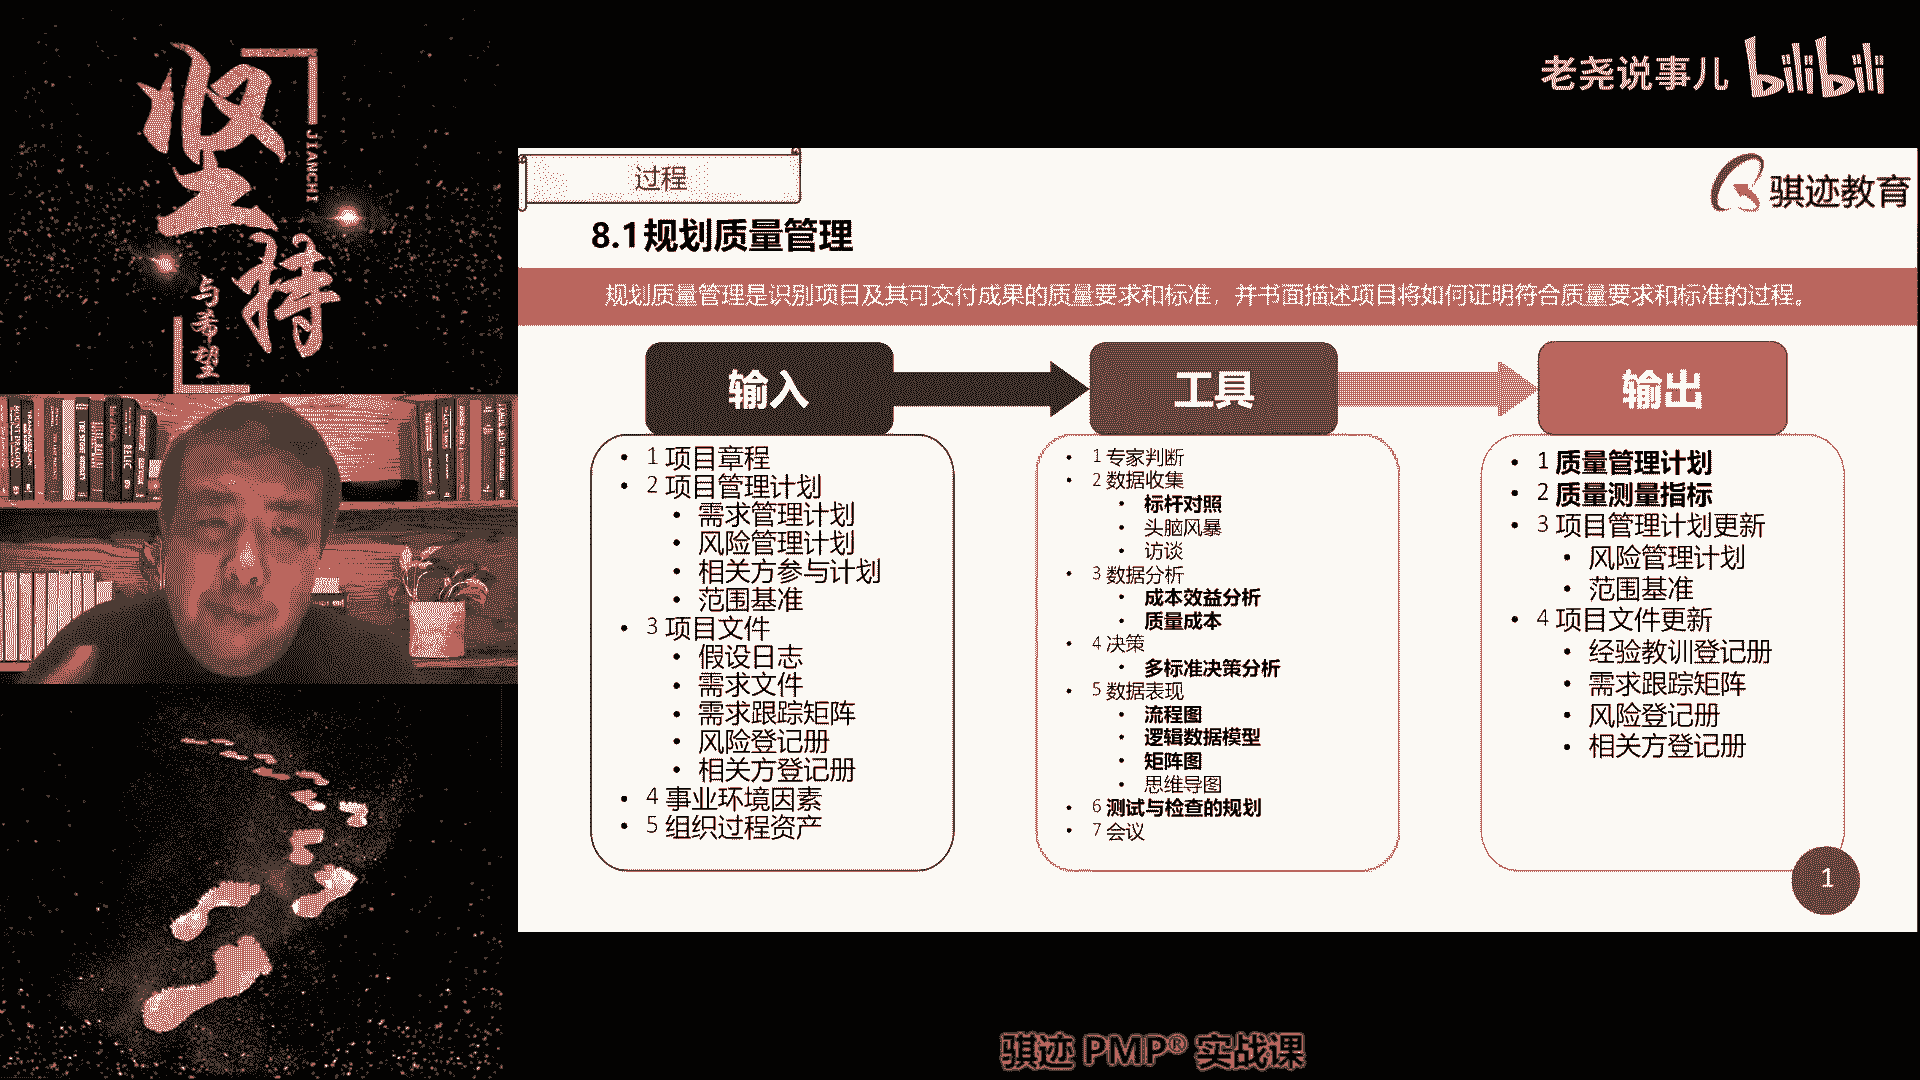 坚持
JIANCHI
与希望
老尧说事儿 bilibili
过程
骐迹教育
8.1规划质量管理
规划质量管理是识别项目及其可交付成果的质量要求和标准，并书面描述项目将如何证明符合质量要求和标准的过程。
输入
• 1 项目章程
• 2 项目管理计划
• 需求管理计划
• 风险管理计划
• 相关方参与计划
• 范围基准
• 3 项目文件
• 假设日志
• 需求文件
• 需求跟踪矩阵
• 风险登记册
• 相关方登记册
• 4 事业环境因素
• 5 组织过程资产
工具
• 1 专家判断
• 2 数据收集
• 标杆对照
• 头脑风暴
• 访谈
• 3 数据分析
• 成本效益分析
• 质量成本
• 4 决策
• 多标准决策分析
• 5 数据表现
• 流程图
• 逻辑数据模型
• 矩阵图
• 思维导图
• 6 测试与检查的规划
• 7 会议
输出
• 1 质量管理计划
• 2 质量测量指标
• 3 项目管理计划更新
• 风险管理计划
• 范围基准
• 4 项目文件更新
• 经验教训登记册
• 需求跟踪矩阵
• 风险登记册
• 相关方登记册
1
骐迹 PMP® 实战课